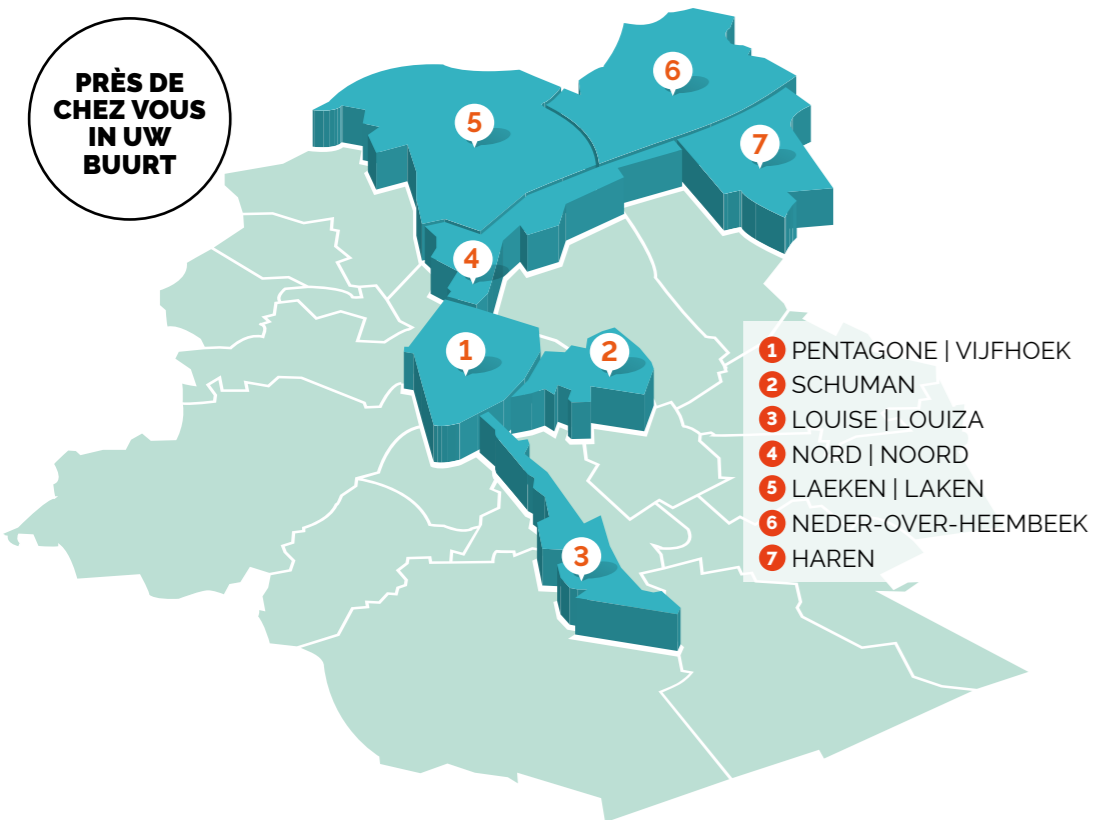 PRÈS DE
CHEZ VOUS
IN UW
BUURT
6
5
7
4
1
2
3
1 PENTAGONE | VIJFHOEK
2 SCHUMAN
3 LOUISE | LOUIZA
4 NORD | NOORD
5 LAEKEN | LAKEN
6 NEDER-OVER-HEEMBEEK
7 HAREN